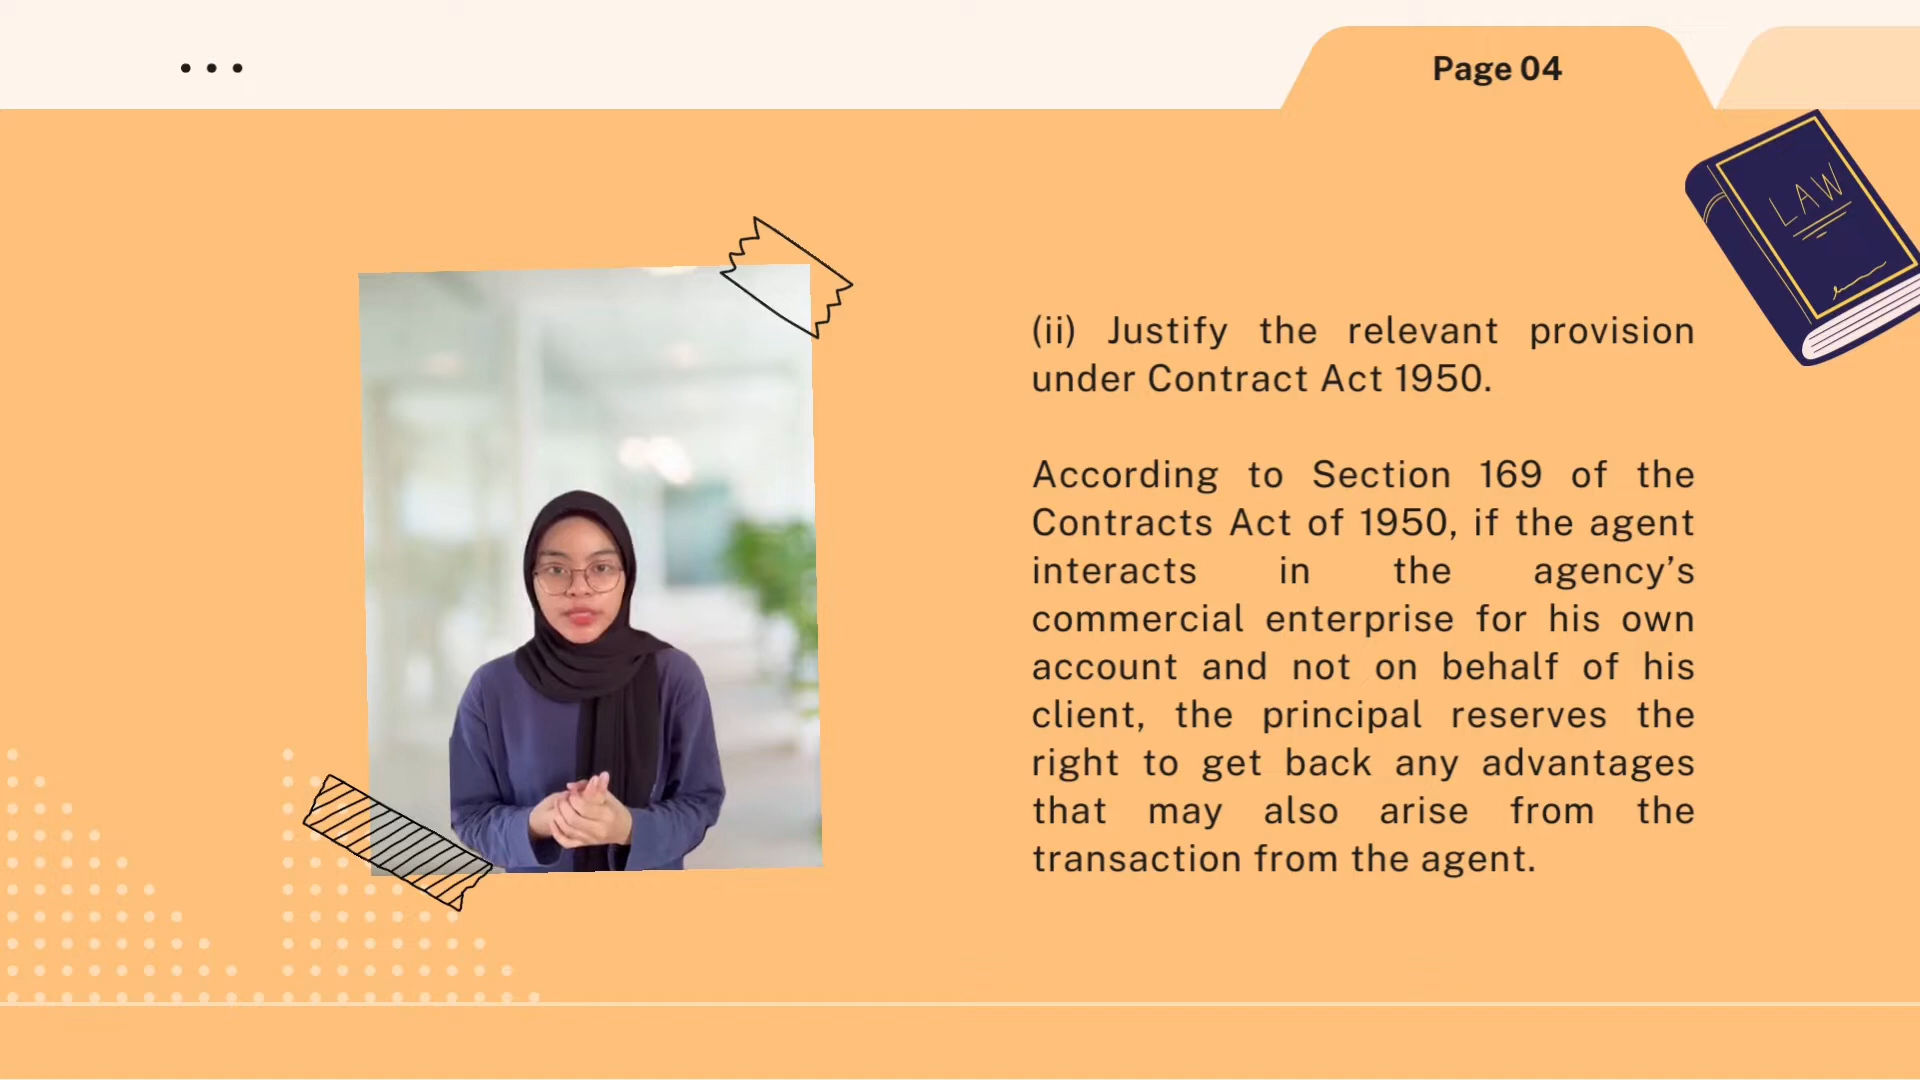 Page 04
LAW
(ii) Justify the relevant provision
under Contract Act 1950.
According to Section 169 of the
Contracts Act of 1950, if the agent
interacts in the agency’s
commercial enterprise for his own
account and not on behalf of his
client, the principal reserves the
right to get back any advantages
that may also arise from the
transaction from the agent.